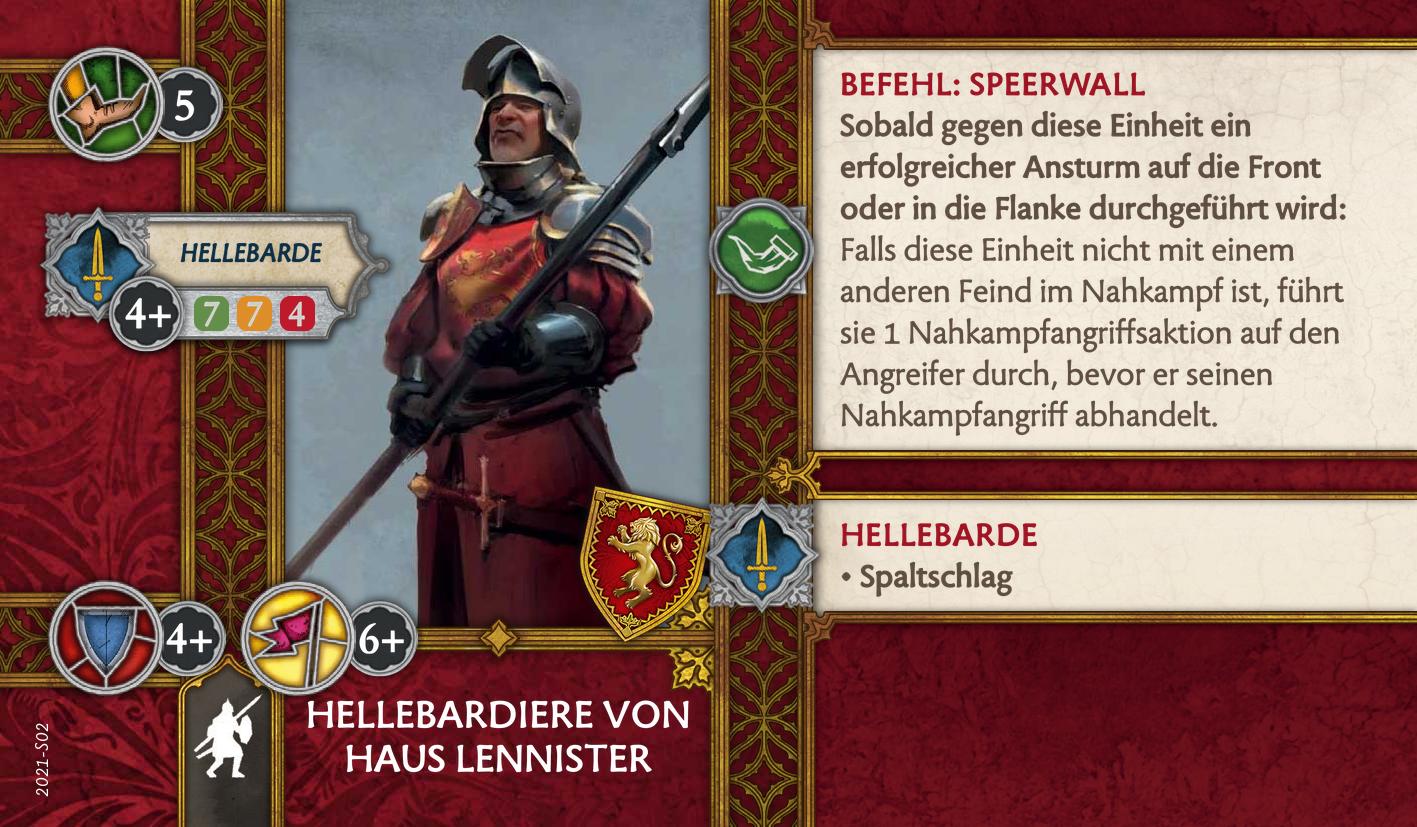 5
HELLEBARDE
4+ 7 7 4
4+ 6+
HELLEBARDIERE VON
HAUS LENNISTER
2021-S02
BEFEHL: SPEERWALL
Sobald gegen diese Einheit ein
erfolgreicher Ansturm auf die Front
oder in die Flanke durchgeführt wird:
Falls diese Einheit nicht mit einem
anderen Feind im Nahkampf ist, führt
sie 1 Nahkampfangriffsaktion auf den
Angreifer durch, bevor er seinen
Nahkampfangriff abhandelt.
HELLEBARDE
• Spaltschlag